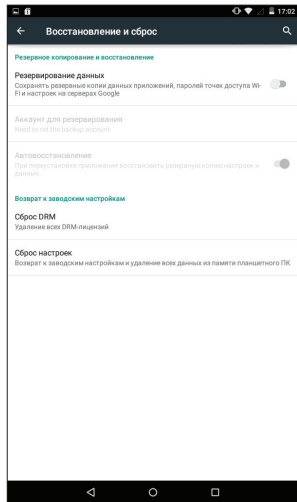 17:02
Восстановление и сброс
Резервное копирование и восстановление
Резервирование данных
Сохранять резервные копии данных приложений, паролей точек доступа Wi-
Fi и настроек на серверах Google
Аккаунт для резервирования
Need to set the backup account.
Автовосстановление
При переустановке приложения восстановить резервную копию настроек и
данных
Возврат к заводским настройкам
Сброс DRM
Удаление всех DRM-лицензий
Сброс настроек
Возврат к заводским настройкам и удаление всех данных из памяти планшетного ПК